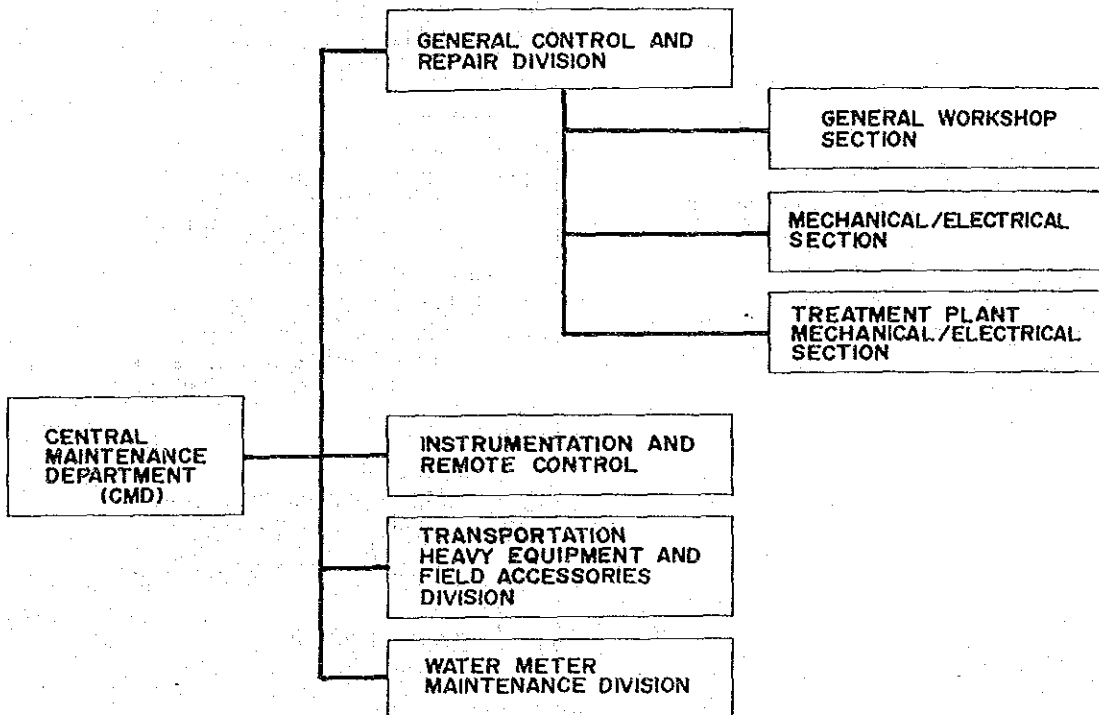 GENERAL CONTROL AND
REPAIR DIVISION
GENERAL WORKSHOP
SECTION
MECHANICAL/ELECTRICAL
SECTION
TREATMENT PLANT
MECHANICAL/ELECTRICAL
SECTION
CENTRAL
MAINTENANCE
DEPARTMENT
(CMD)
INSTRUMENTATION AND
REMOTE CONTROL
TRANSPORTATION
HEAVY EQUIPMENT AND
FIELD ACCESSORIES
DIVISION
WATER METER
MAINTENANCE DIVISION